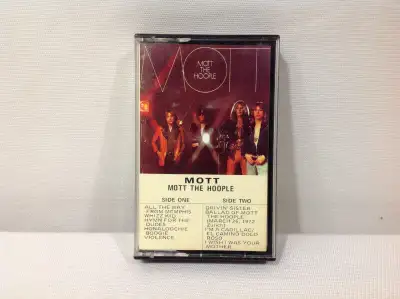 MOTT
MOTT
THE
HOOPLE
MOTT
MOTT THE HOOPLE
SIDE ONE
ALL THE WAY
FROM MEMPHIS
WHIZZ KID
HYMN FOR THE
DUDES
HONALOOCHIE
BOOGIE
VIOLENCE
SIDE TWO
DRIVIN' SISTER
BALLAD OF MOTT
THE HOOPLE
(MARCH 26, 1972
ZURICH)
I'M A CADILLAC/
EL CAMINO DOLO
ROSO
I WISH I WAS YOUR
MOTHER